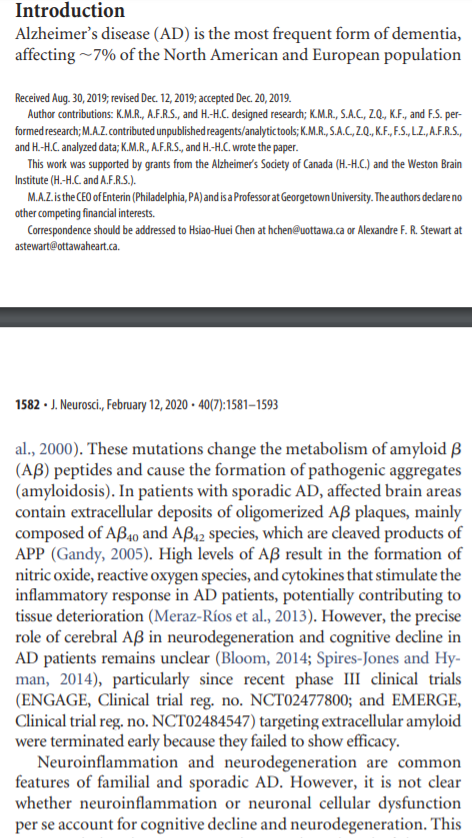 Introduction
Alzheimer's disease (AD) is the most frequent form of dementia,
affecting ~7% of the North American and European population
Received Aug. 30, 2019; revised Dec. 12, 2019; accepted Dec. 20, 2019.
Author contributions: K.M.R., A.F.R.S., and H.-H.C. designed research; K.M.R., S.A.C., Z.Q., K.F., and F.S. per-
formed research; M.A.Z. contributed unpublished reagents/analytic tools; K.M.R., S.A.C., Z.Q., K.F., F.S., L.Z., A.F.R.S.,
and H.-H.C. analyzed data; K.M.R., A.F.R.S., and H.-H.C. wrote the paper.
This work was supported by grants from the Alzheimer's Society of Canada (H.-H.C.) and the Weston Brain
Institute (H.-H.C. and A.F.R.S.).
M.A.Z. is the CEO of Enterin (Philadelphia, PA) and is a Professor at Georgetown University. The authors declare no
other competing financial interests.
Correspondence should be addressed to Hsiao-Huei Chen at hchen@uottawa.ca or Alexandre F. R. Stewart at
astewart@ottawaheart.ca.
1582 • J. Neurosci., February 12, 2020 • 40(7):1581–1593
al., 2000). These mutations change the metabolism of amyloid β
(Aβ) peptides and cause the formation of pathogenic aggregates
(amyloidosis). In patients with sporadic AD, affected brain areas
contain extracellular deposits of oligomerized Aβ plaques, mainly
composed of Aβ₄₀ and Aβ₄₂ species, which are cleaved products of
APP (Gandy, 2005). High levels of Aβ result in the formation of
nitric oxide, reactive oxygen species, and cytokines that stimulate the
inflammatory response in AD patients, potentially contributing to
tissue deterioration (Meraz-Ríos et al., 2013). However, the precise
role of cerebral Aβ in neurodegeneration and cognitive decline in
AD patients remains unclear (Bloom, 2014; Spires-Jones and Hy-
man, 2014), particularly since recent phase III clinical trials
(ENGAGE, Clinical trial reg. no. NCT02477800; and EMERGE,
Clinical trial reg. no. NCT02484547) targeting extracellular amyloid
were terminated early because they failed to show efficacy.
Neuroinflammation and neurodegeneration are common
features of familial and sporadic AD. However, it is not clear
whether neuroinflammation or neuronal cellular dysfunction
per se account for cognitive decline and neurodegeneration. This